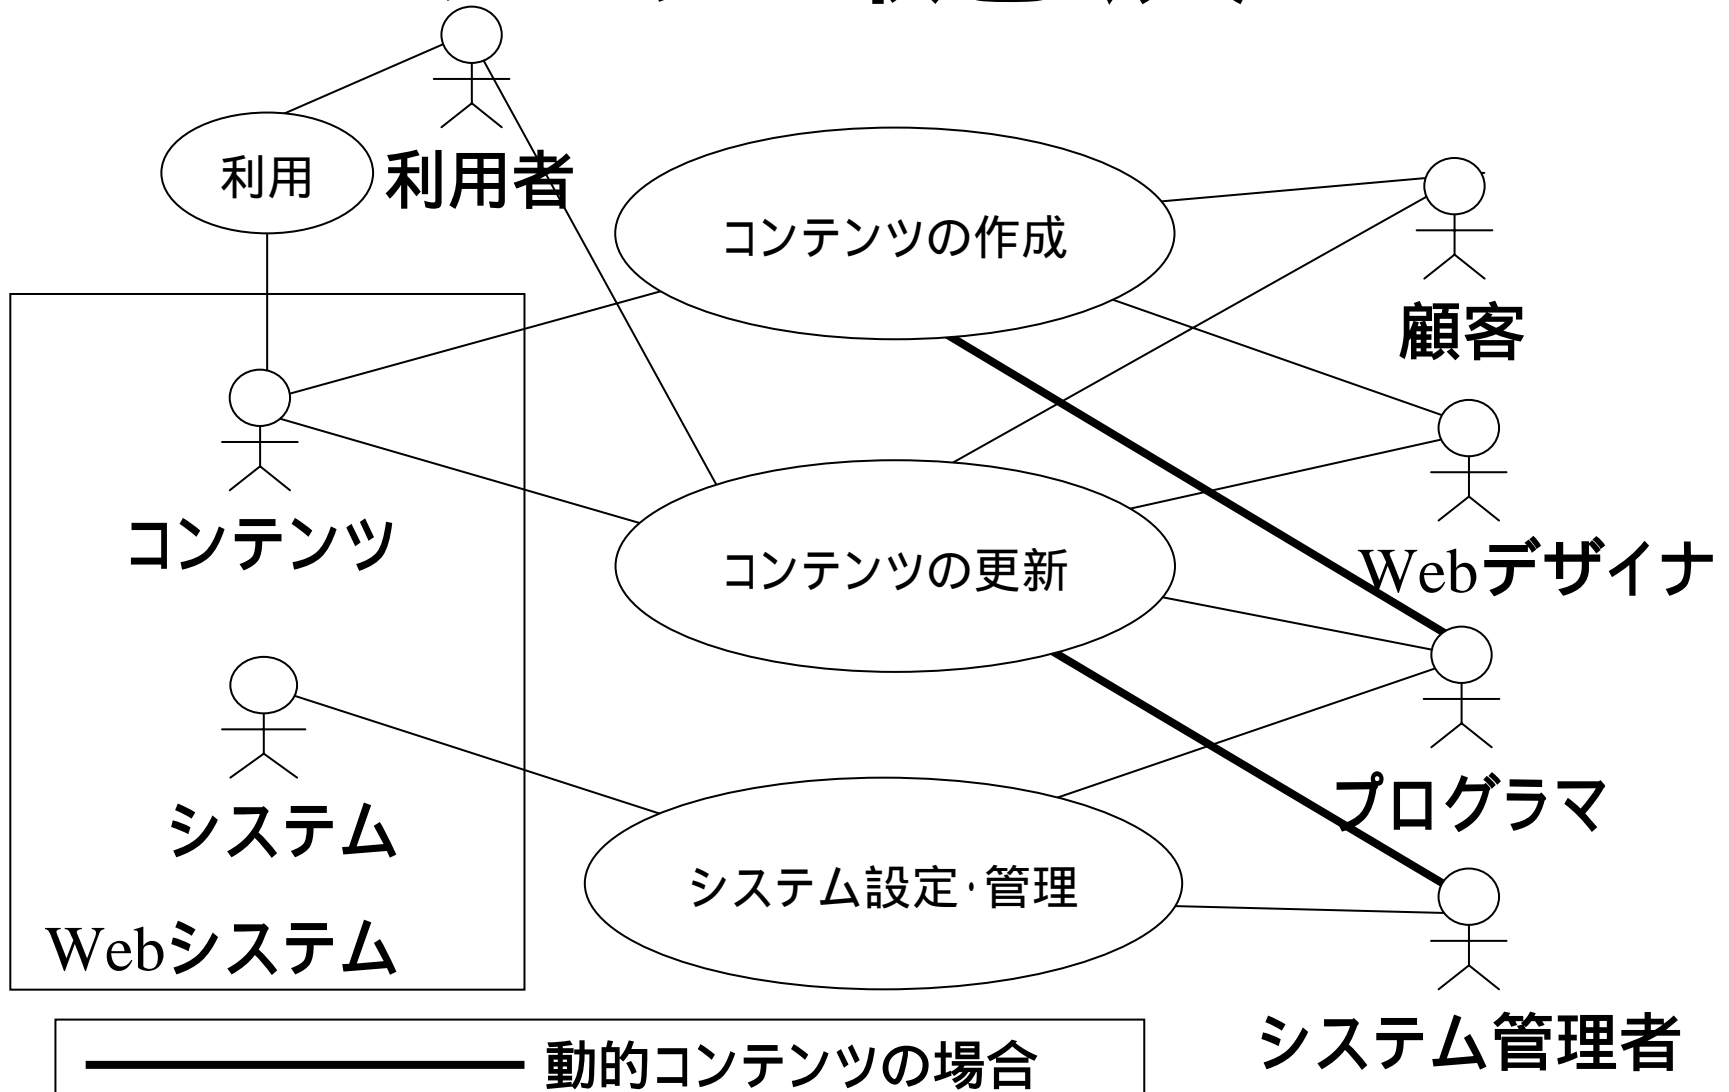 利用者
利用
コンテンツの作成
顧客
コンテンツ
コンテンツの更新
Webデザイナ
システム
プログラマ
システム設定・管理
Webシステム
システム管理者
動的コンテンツの場合